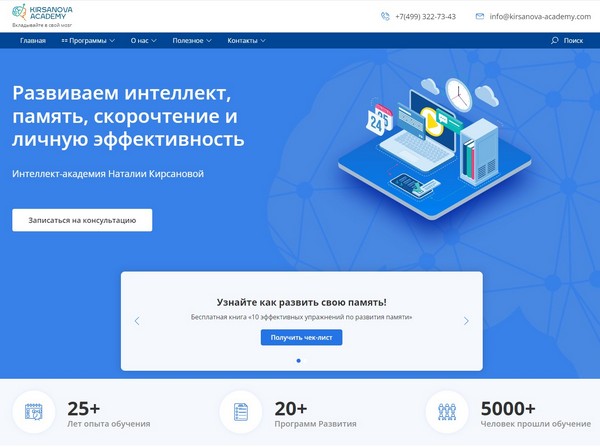 KIRSANOVA
ACADEMY
Вкладывайте в свой мозг
+7(499) 322-73-43
info@kirsanova-academy.com
Главная
Программы
О нас
Полезное
Контакты
Поиск
Развиваем интеллект,
память, скорочтение и
личную эффективность
Интеллект-академия Наталии Кирсановой
Записаться на консультацию
25
24
Узнайте как развить свою память!
Бесплатная книга «10 эффективных упражнений по развития памяти»
Получить чек-лист
25+
Лет опыта обучения
20+
Программ Развития
5000+
Человек прошли обучение